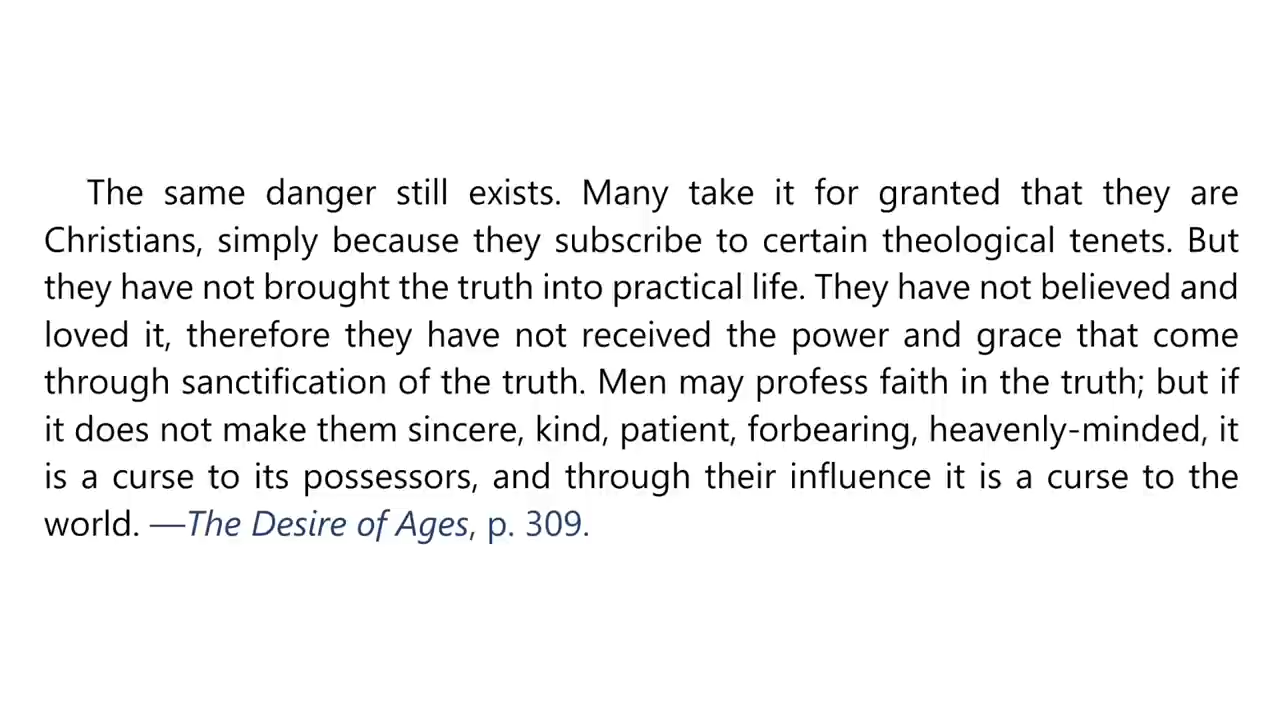 The same danger still exists. Many take it for granted that they are
Christians, simply because they subscribe to certain theological tenets. But
they have not brought the truth into practical life. They have not believed and
loved it, therefore they have not received the power and grace that come
through sanctification of the truth. Men may profess faith in the truth; but if
it does not make them sincere, kind, patient, forbearing, heavenly-minded, it
is a curse to its possessors, and through their influence it is a curse to the
world. —The Desire of Ages, p. 309.